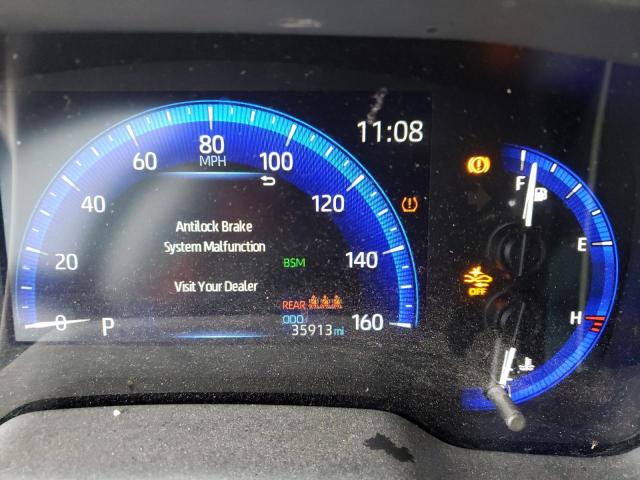 11:08
80
MPH
60
100
40
120
Antilock Brake
System Malfunction
BSM
20
140
Visit Your Dealer
REAR
ODO
0
P
35913 mi
160
F
E
OFF
H